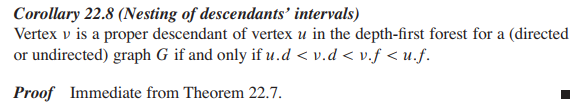 Corollary 22.8 (Nesting of descendants' intervals)
Vertex v is a proper descendant of vertex u in the depth-first forest for a (directed
or undirected) graph G if and only if u.d < v.d < v.f < u.f.
Proof Immediate from Theorem 22.7. ■